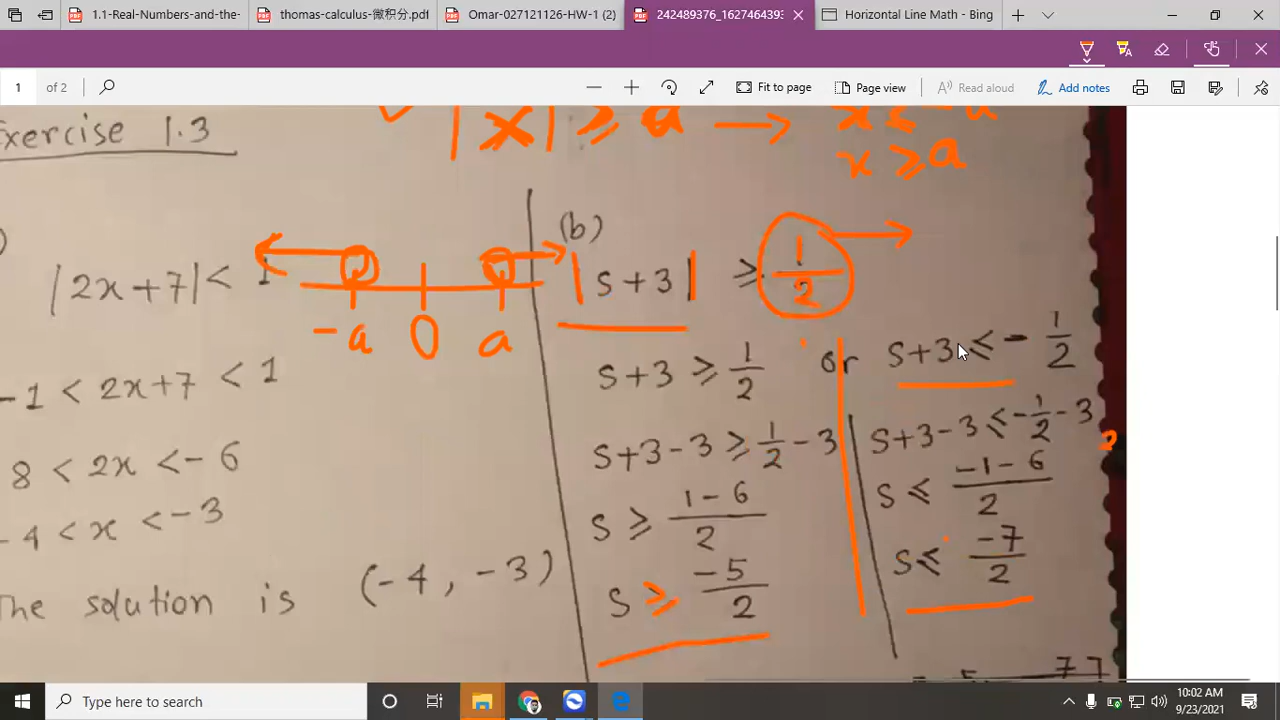 1.1-Real-Numbers-and-the-
thomas-calculus-微积分.pdf
Omar-027121126-HW-1 (2)
242489376_1627464393
Horizontal Line Math - Bing
1 of 2
Fit to page
Page view
Read aloud
Add notes
Exercise 1.3
|x| ⩾ a → x ⩽ -a
x ⩾ a
|2x+7| < 1
-1 < 2x+7 < 1
8 < 2x < -6
-4 < x < -3
The solution is (-4, -3)
-a 0 a
(b)
|s+3| ⩾ 1/2
s+3 ⩾ 1/2 or s+3 ⩽ - 1/2
s+3-3 ⩾ 1/2 - 3
s ⩾ 1-6/2
s ⩾ -5/2
s+3-3 ⩽ -1/2 - 3
s ⩽ -1-6/2
s ⩽ -7/2
Type here to search
10:02 AM
9/23/2021